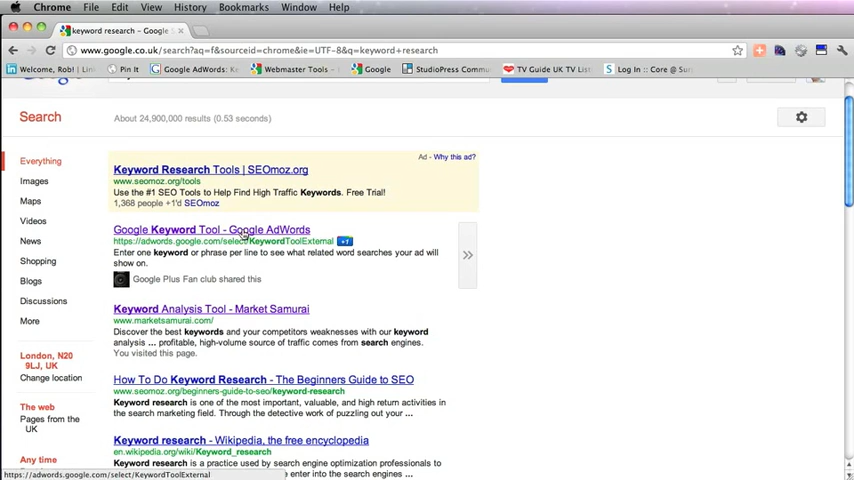 Chrome File Edit View History Bookmarks Window Help
keyword research - Google S
www.google.co.uk/search?aq=f&sourceid=chrome&ie=UTF-8&q=keyword+research
Welcome, Rob! | Pin It Google AdWords: Ke Webmaster Tools - Google StudioPress Commu TV Guide UK TV List Log In :: Core @ Su
Search
About 24,900,000 results (0.53 seconds)
Everything
Images
Maps
Videos
News
Shopping
Blogs
Discussions
More
London, N20
9LJ, UK
Change location
The web
Pages from the
UK
Any time
Ad - Why this ad?
Keyword Research Tools | SEOmoz.org
www.seomoz.org/tools
Use the #1 SEO Tools to Help Find High Traffic Keywords. Free Trial!
1,368 people +1'd SEOmoz
Google Keyword Tool - Google AdWords
https://adwords.google.com/select/KeywordToolExternal +1
Enter one keyword or phrase per line to see what related word searches your ad will
show on.
Google Plus Fan club shared this
Keyword Analysis Tool - Market Samurai
www.marketsamurai.com/
Discover the best keywords and your competitors weaknesses with our keyword
analysis ... profitable, high-volume source of traffic comes from search engines.
You visited this page.
How To Do Keyword Research - The Beginners Guide to SEO
www.seomoz.org/beginners-guide-to-seo/keyword-research
Keyword research is one of the most important, valuable, and high return activities in
the search marketing field. Through the detective work of puzzling out your ...
Keyword research - Wikipedia, the free encyclopedia
en.wikipedia.org/wiki/Keyword_research
Keyword research is a practice used by search engine optimization professionals to
enter into the search engines
https://adwords.google.com/select/KeywordToolExternal